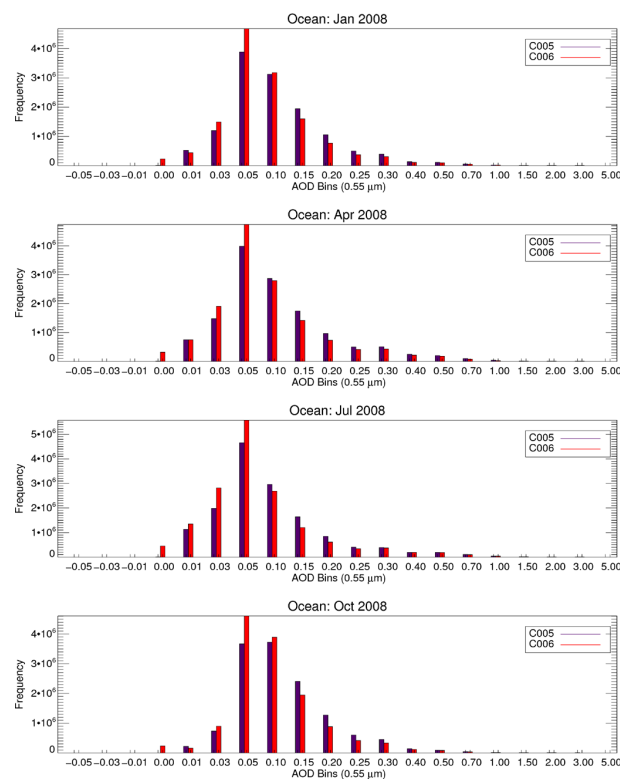 Ocean: Jan 2008
4•10⁶
3•10⁶
2•10⁶
1•10⁶
0
Frequency
C005
C006
−0.05 −0.03 −0.01 0.00 0.01 0.03 0.05 0.10 0.15 0.20 0.25 0.30 0.40 0.50 0.70 1.00 1.50 2.00 3.00 5.00
AOD Bins (0.55 μm)
Ocean: Apr 2008
4•10⁶
3•10⁶
2•10⁶
1•10⁶
0
Frequency
C005
C006
−0.05 −0.03 −0.01 0.00 0.01 0.03 0.05 0.10 0.15 0.20 0.25 0.30 0.40 0.50 0.70 1.00 1.50 2.00 3.00 5.00
AOD Bins (0.55 μm)
Ocean: Jul 2008
5•10⁶
4•10⁶
3•10⁶
2•10⁶
1•10⁶
0
Frequency
C005
C006
−0.05 −0.03 −0.01 0.00 0.01 0.03 0.05 0.10 0.15 0.20 0.25 0.30 0.40 0.50 0.70 1.00 1.50 2.00 3.00 5.00
AOD Bins (0.55 μm)
Ocean: Oct 2008
4•10⁶
3•10⁶
2•10⁶
1•10⁶
0
Frequency
C005
C006
−0.05 −0.03 −0.01 0.00 0.01 0.03 0.05 0.10 0.15 0.20 0.25 0.30 0.40 0.50 0.70 1.00 1.50 2.00 3.00 5.00
AOD Bins (0.55 μm)